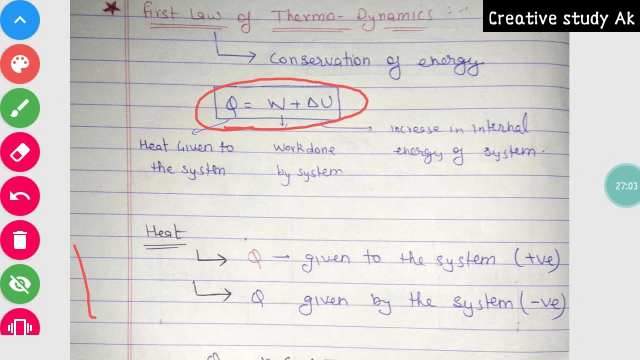 Creative study Ak
First Law of Thermo-Dynamics :-
Conservation of energy
Q = W + ΔU
Heat Given to the system
work done by system
increase in internal energy of system.
27:03
Heat
Q - given to the system (+ve)
Q given by the system (-ve)